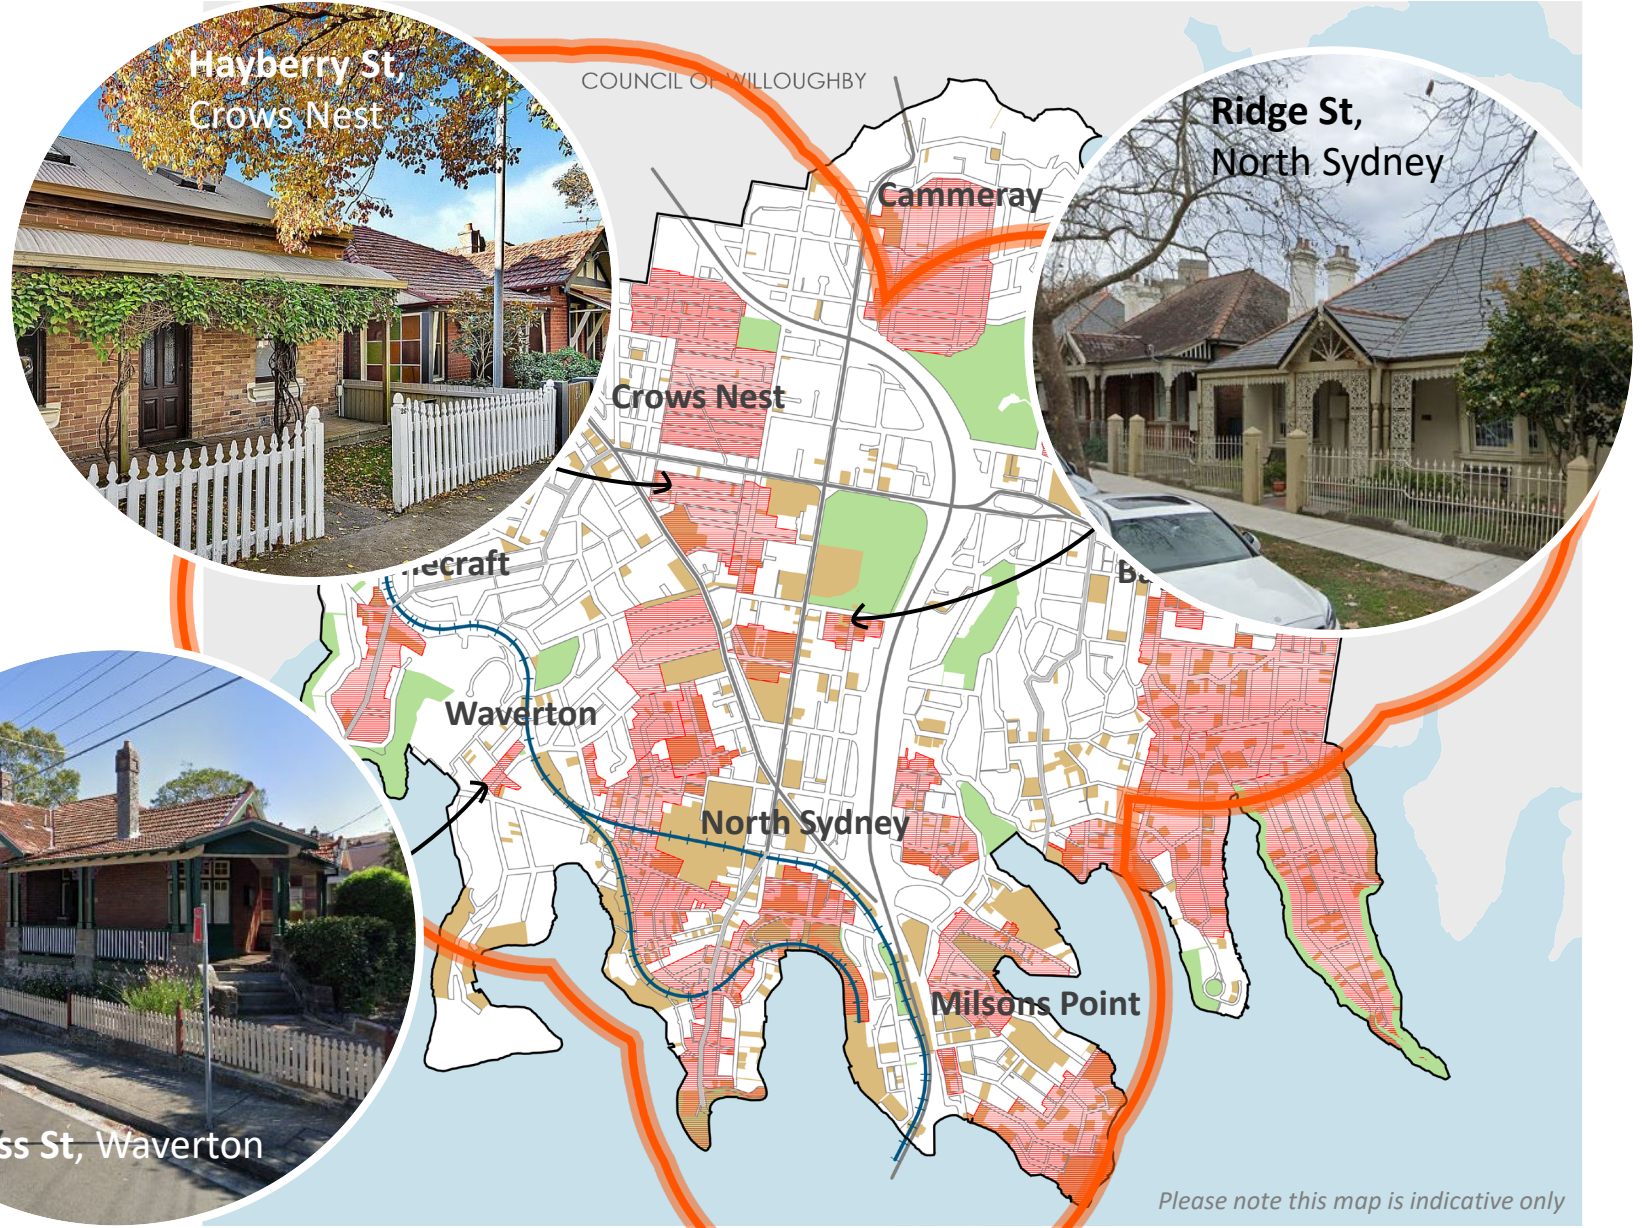 Hayberry St,
Crows Nest
COUNCIL OF WILLOUGHBY
Ridge St,
North Sydney
Cammeray
Crows Nest
Waverton
North Sydney
Milsons Point
St, Waverton
Please note this map is indicative only